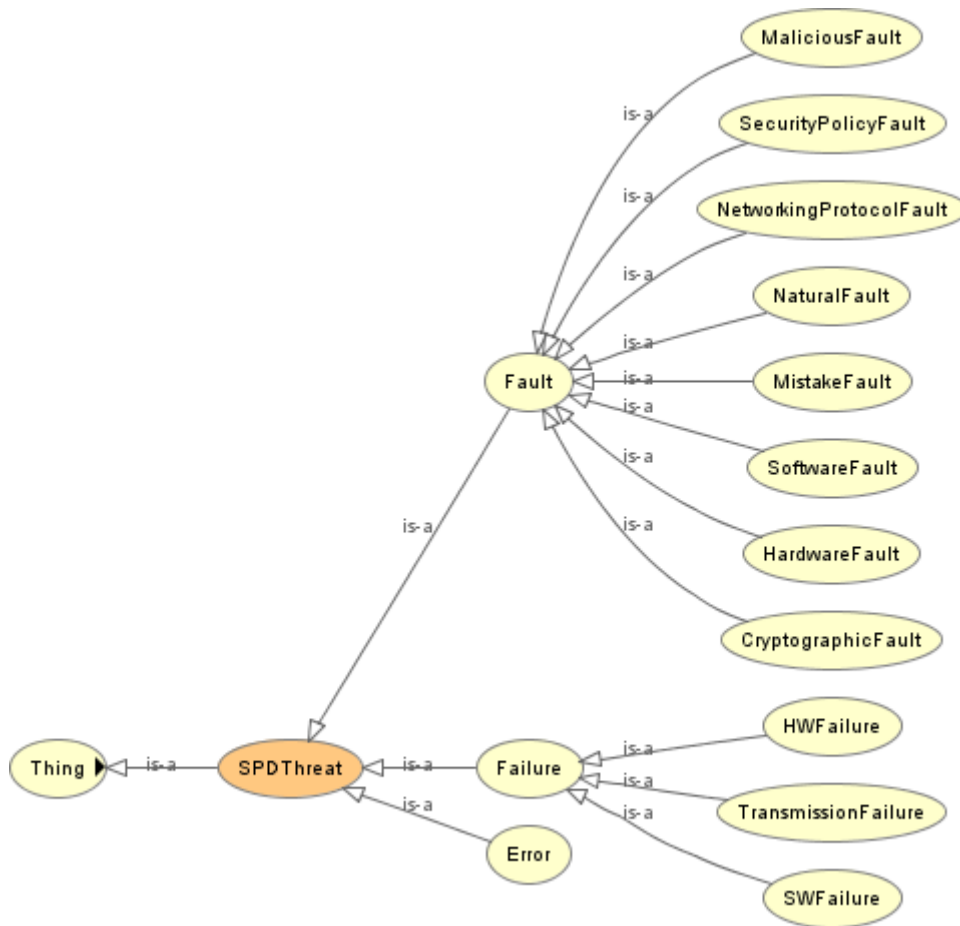 MaliciousFault
is-a
SecurityPolicyFault
is-a
NetworkingProtocolFault
is-a
NaturalFault
is-a
Fault
is-a
MistakeFault
is-a
SoftwareFault
is-a
HardwareFault
is-a
is-a
CryptographicFault
HWFailure
is-a
Thing
is-a
SPDThreat
is-a
Failure
is-a
TransmissionFailure
is-a
is-a
Error
SWFailure